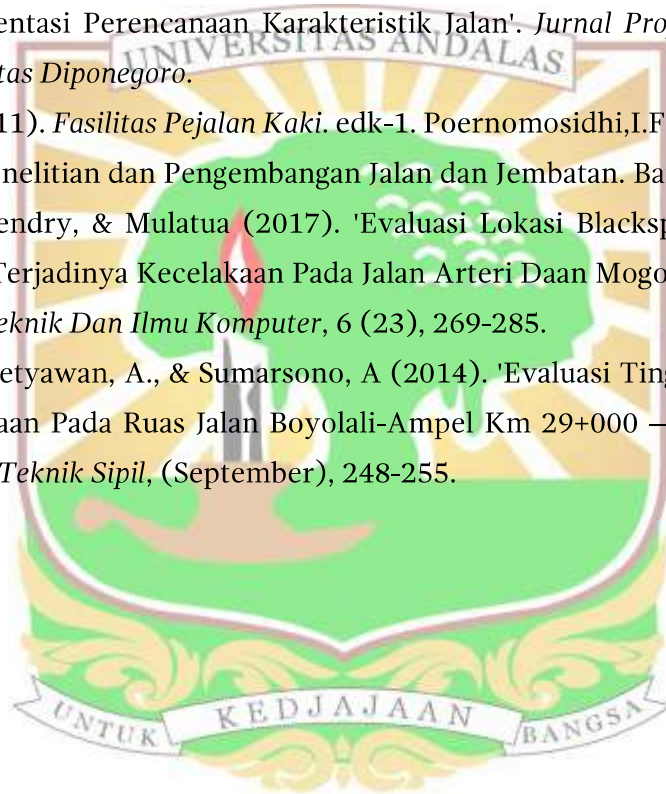 entasi Perencanaan Karakteristik Jalan'. Jurnal Pro
UNIVERSITAS ANDALAS
tas Diponegoro.
11). Fasilitas Pejalan Kaki. edk-1. Poernomosidhi,I.F
nelitian dan Pengembangan Jalan dan Jembatan. Ba
endry, & Mulatua (2017). 'Evaluasi Lokasi Blacksp
Terjadinya Kecelakaan Pada Jalan Arteri Daan Mogo
eknik Dan Ilmu Komputer, 6 (23), 269-285.
etyawan, A., & Sumarsono, A (2014). 'Evaluasi Ting
aan Pada Ruas Jalan Boyolali-Ampel Km 29+000 –
Teknik Sipil, (September), 248-255.
UNTUK KEDJAJAAN BANGSA